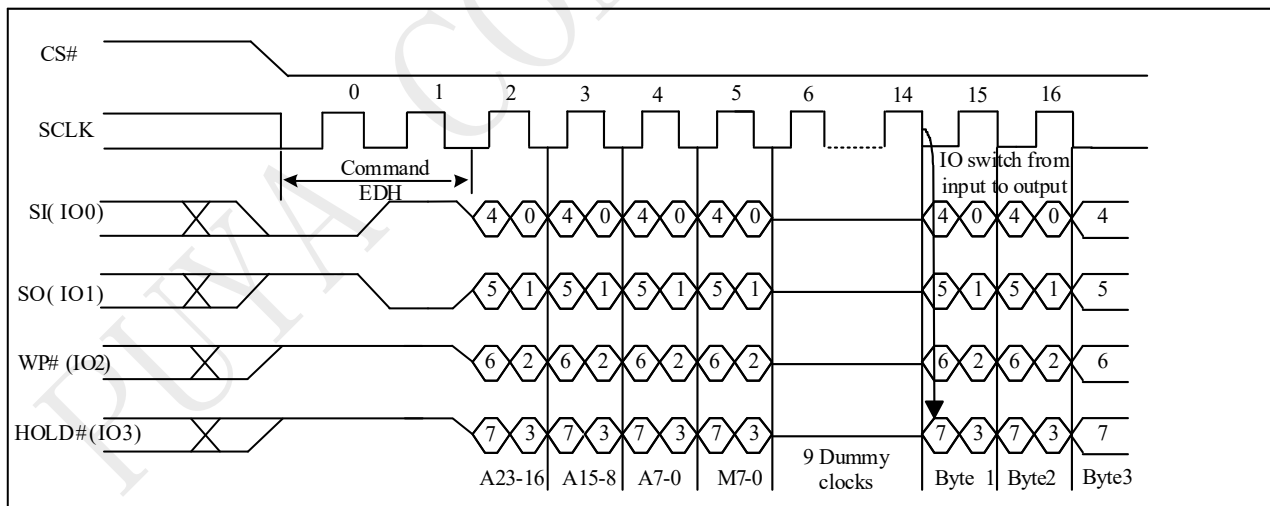 PUYA CO
CS#
0 1 2 3 4 5 6 14 15 16
SCLK
Command
EDH
IO switch from
input to output
SI( IO0)
4 0 4 0 4 0 4 0 4 0 4 0 4
SO( IO1)
5 1 5 1 5 1 5 1 5 1 5 1 5
WP# (IO2)
6 2 6 2 6 2 6 2 6 2 6 2 6
HOLD# (IO3)
7 3 7 3 7 3 7 3 7 3 7 3 7
A23-16 A15-8 A7-0 M7-0 9 Dummy
clocks
Byte 1 Byte2 Byte3